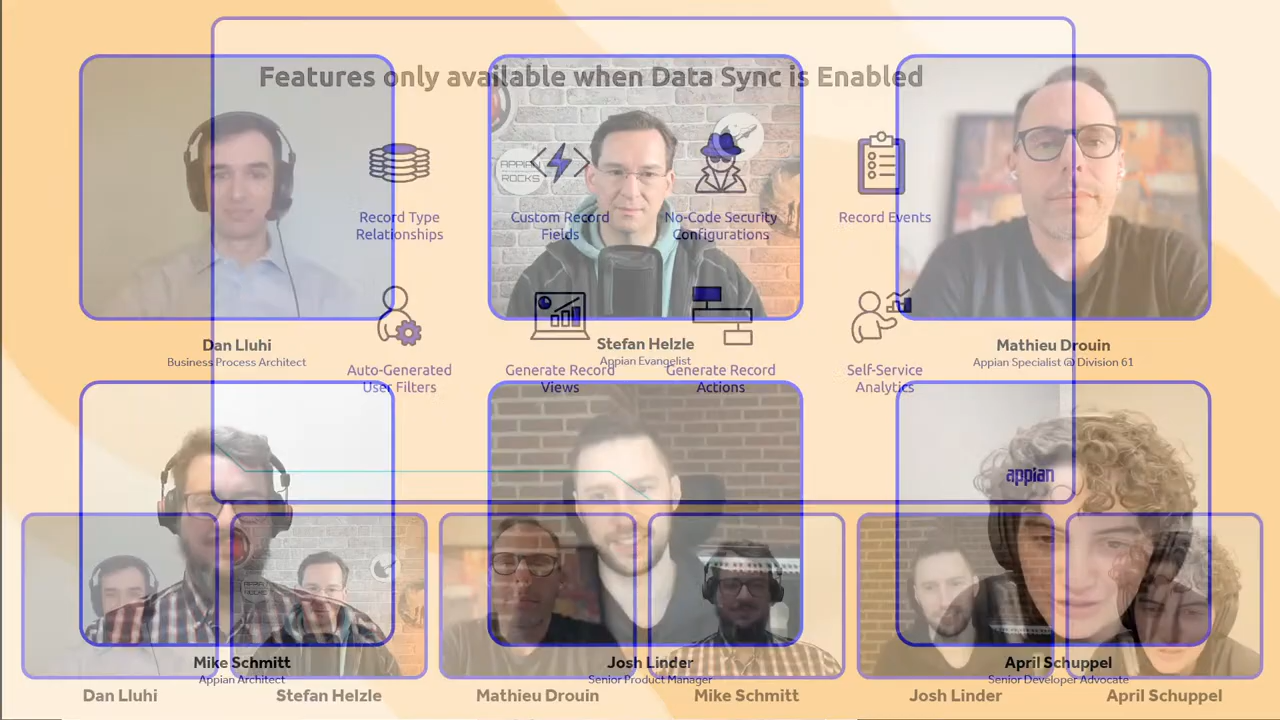 Features only available when Data Sync is Enabled
APPIAN
ROCKS
Record Type
Relationships
Custom Record
Fields
No-Code Security
Configurations
Record Events
Dan Lluhi
Business Process Architect
Stefan Helzle
Appian Evangelist
Mathieu Drouin
Appian Specialist @ Division 61
Auto-Generated
User Filters
Generate Record
Views
Generate Record
Actions
Self-Service
Analytics
appian
Mike Schmitt
Appian Architect
Josh Linder
Senior Product Manager
April Schuppel
Senior Developer Advocate
Dan Lluhi
Stefan Helzle
Mathieu Drouin
Mike Schmitt
Josh Linder
April Schuppel